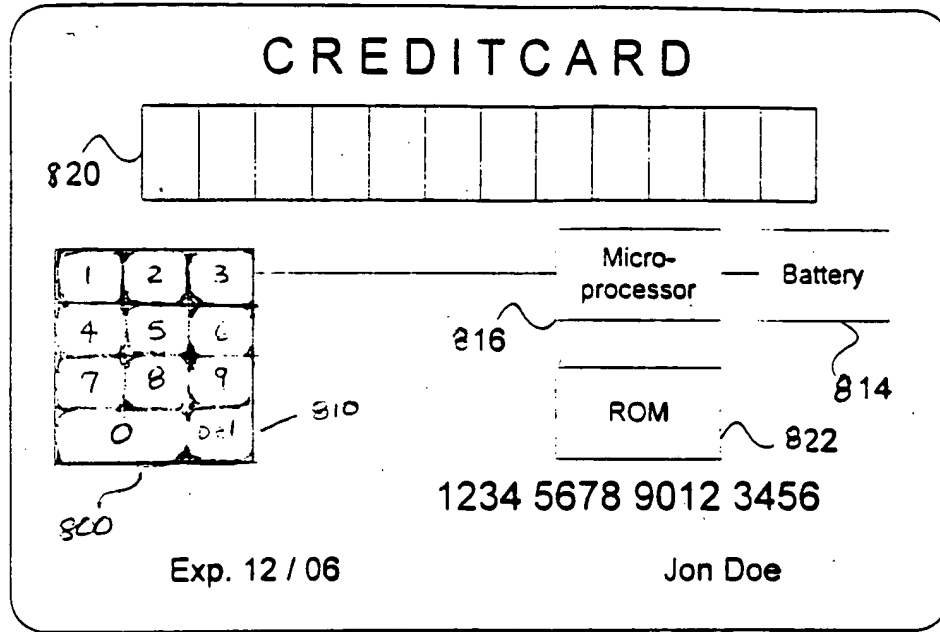 CREDITCARD
820
1 2 3
Micro-
processor
Battery
4 5 6
816
7 8 9
814
0 Del
810
ROM
822
1234 5678 9012 3456
800
Exp. 12 / 06
Jon Doe